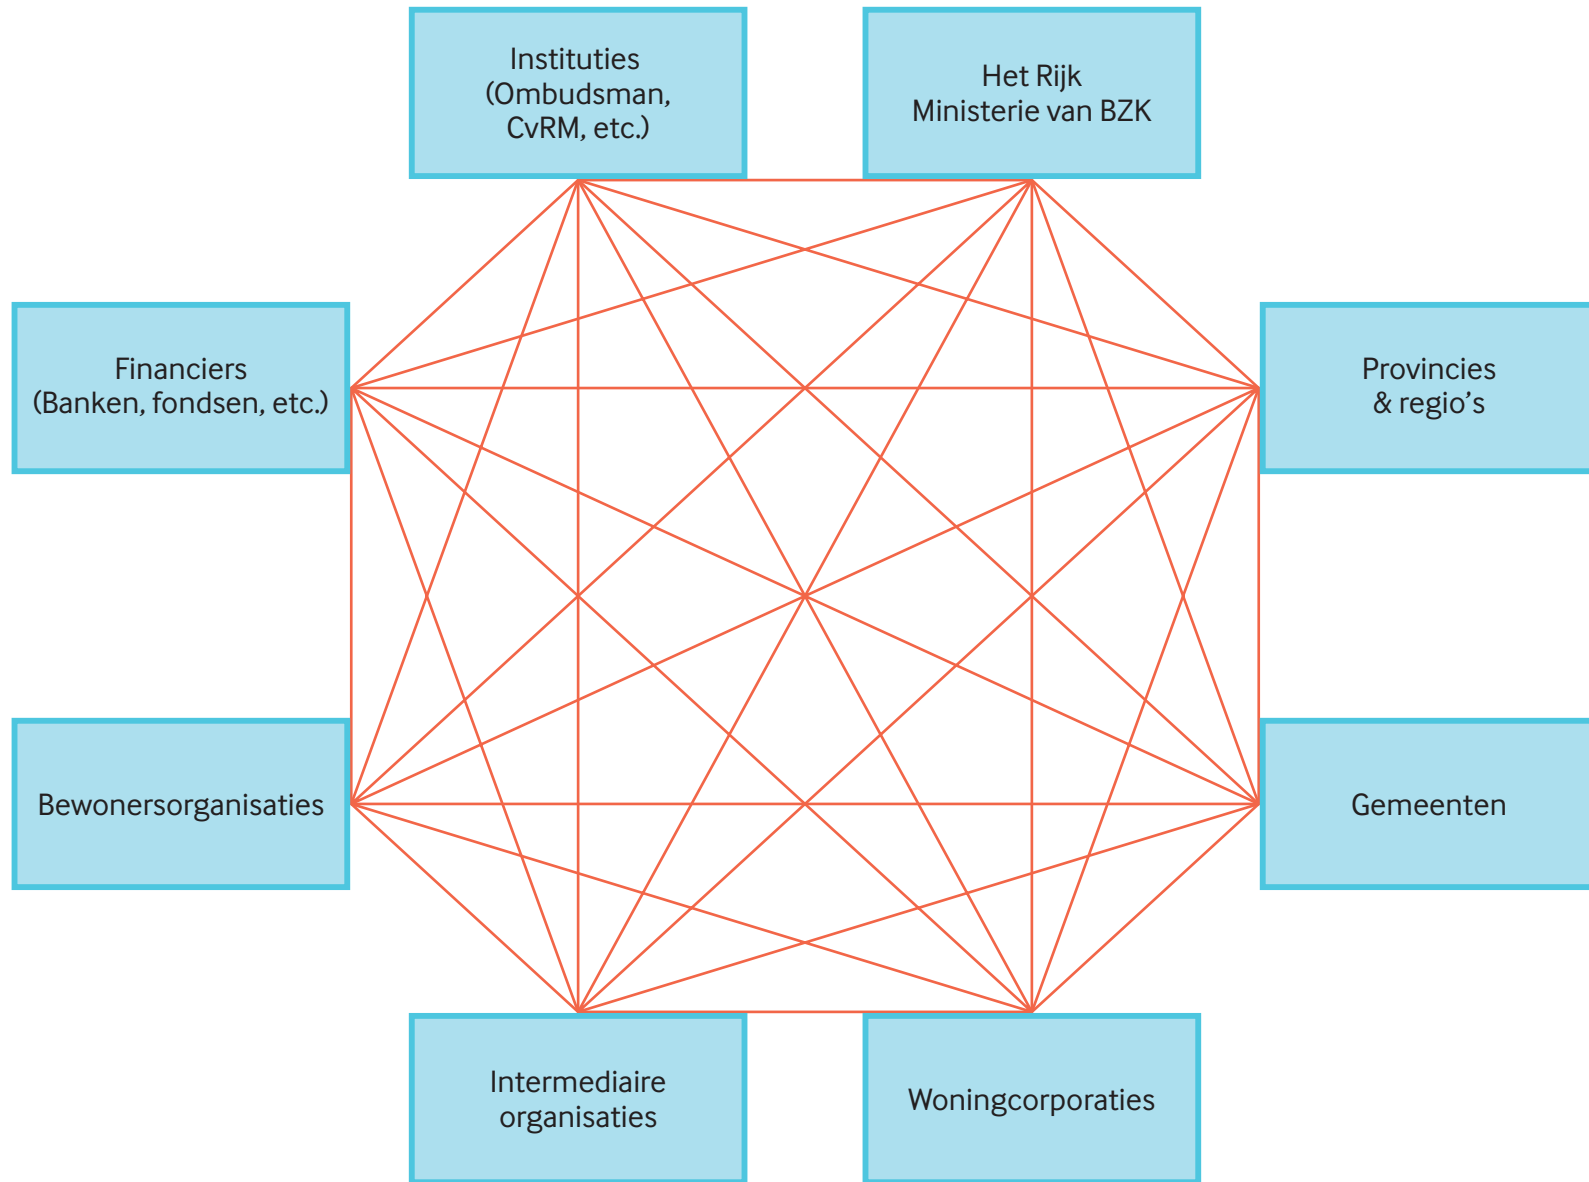 Instituties
(Ombudsman,
CvRM, etc.)
Het Rijk
Ministerie van BZK
Financiers
(Banken, fondsen, etc.)
Provincies
& regio’s
Bewonersorganisaties
Gemeenten
Intermediaire
organisaties
Woningcorporaties